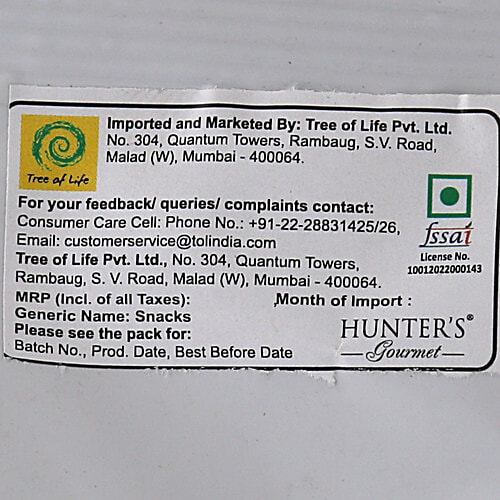 Imported and Marketed By: Tree of Life Pvt. Ltd.
No. 304, Quantum Towers, Rambaug, S.V. Road,
Malad (W), Mumbai - 400064.
Tree of Life
For your feedback/ queries/ complaints contact:
Consumer Care Cell: Phone No.: +91-22-28831425/26,
Email: customerservice@tolindia.com
Tree of Life Pvt. Ltd., No. 304, Quantum Towers,
Rambaug, S. V. Road, Malad (W), Mumbai - 400064.
fssai
License No.
10012022000143
MRP (Incl. of all Taxes):
Month of Import :
Generic Name: Snacks
Please see the pack for:
Batch No., Prod. Date, Best Before Date
HUNTER'S®
Gourmet